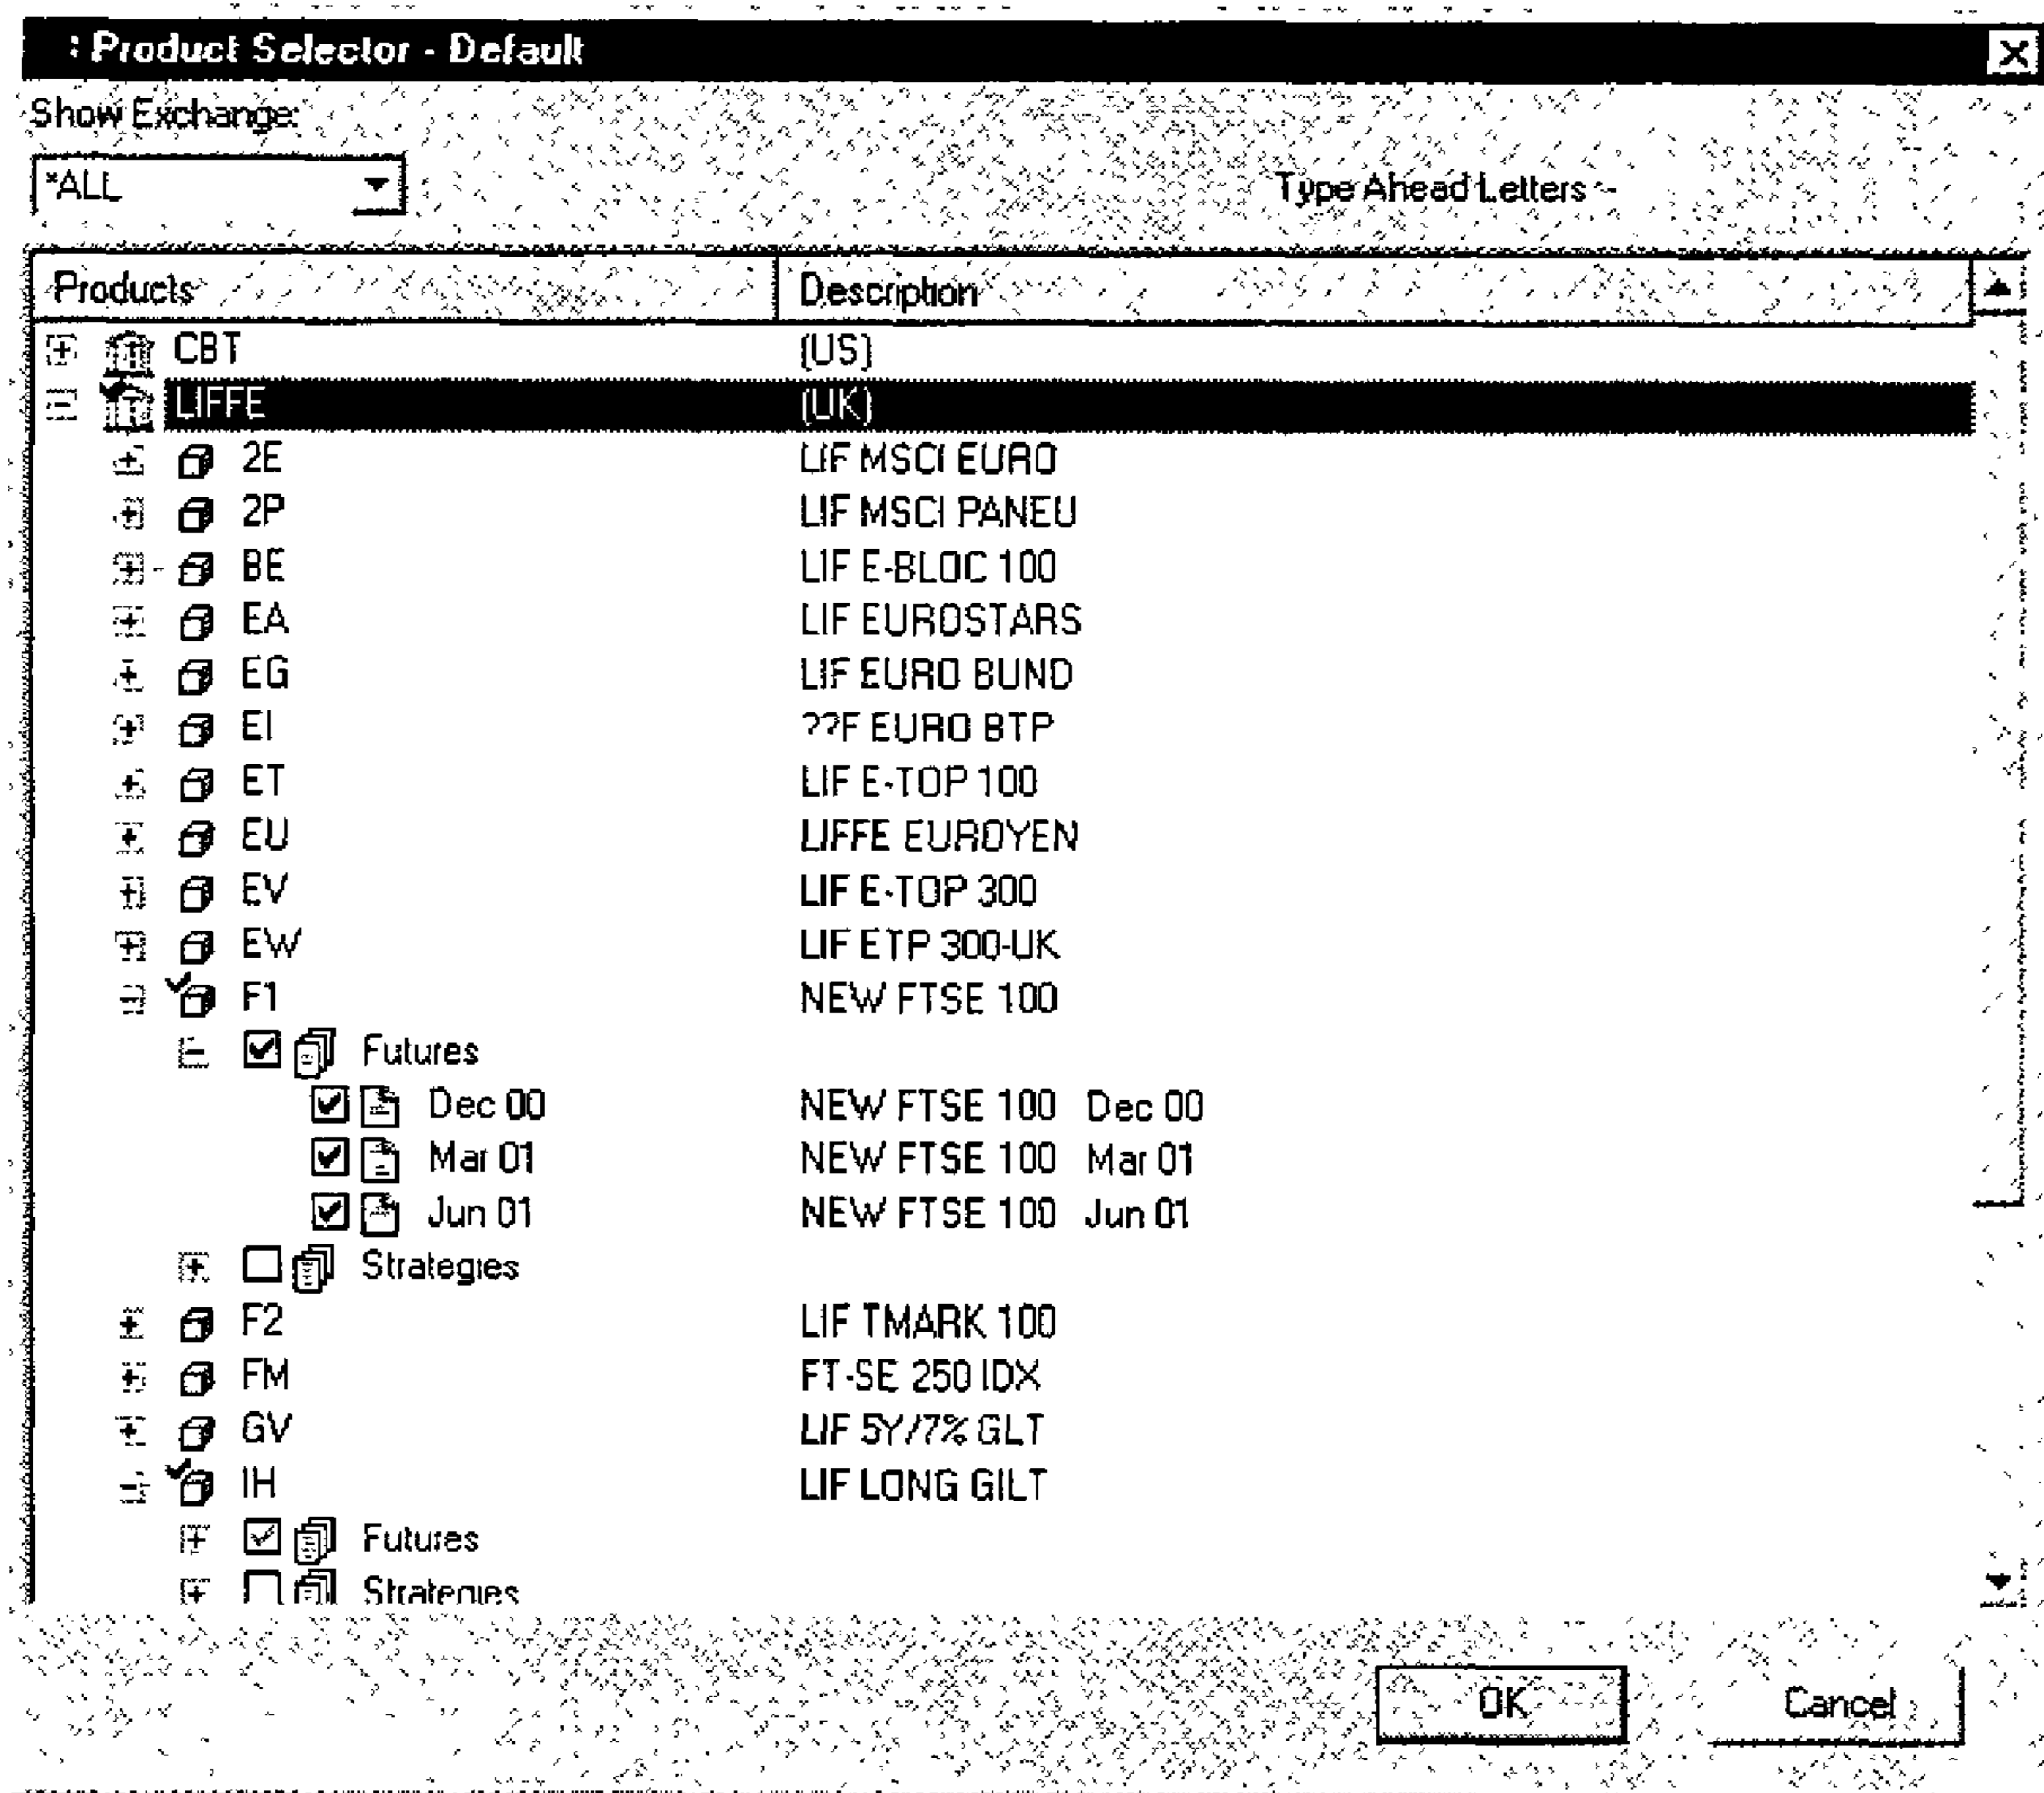 : Product Selector - Default
Show Exchange:
*ALL
Type Ahead Letters -
Products Description
CBT (US)
LIFFE (UK)
2E LIF MSCI EURO
2P LIF MSCI PANEU
BE LIF E-BLOC 100
EA LIF EUROSTARS
EG LIF EURO BUND
EI ??F EURO BTP
ET LIF E-TOP 100
EU LIFFE EUROYEN
EV LIF E-TOP 300
EW LIF ETP 300-UK
F1 NEW FTSE 100
Futures
Dec 00 NEW FTSE 100 Dec 00
Mar 01 NEW FTSE 100 Mar 01
Jun 01 NEW FTSE 100 Jun 01
Strategies
F2 LIF TMARK 100
FM FT-SE 250 IDX
GV LIF 5Y/7% GLT
IH LIF LONG GILT
Futures
Strategies
OK Cancel